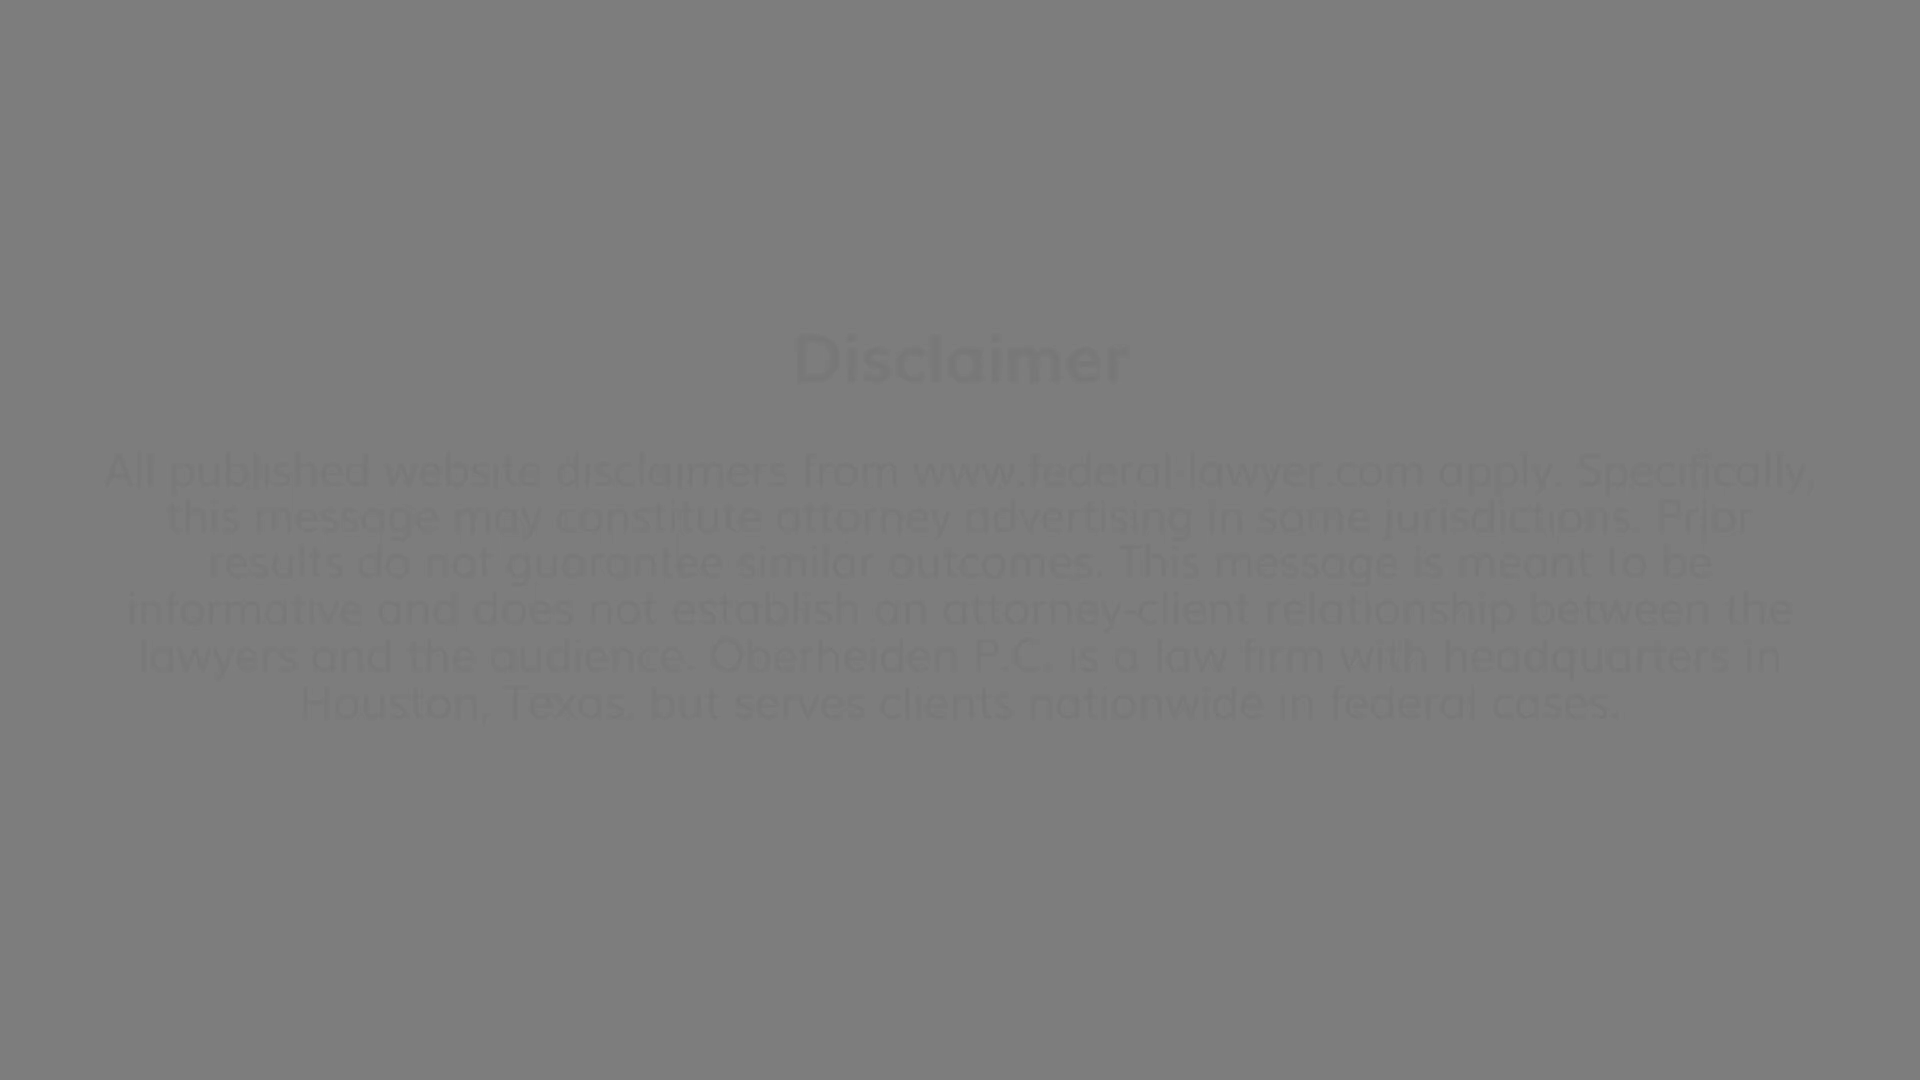 Disclaimer
All published website disclaimers from www.federal-lawyer.com apply. Specifically,
this message may constitute attorney advertising in some jurisdictions. Prior
results do not guarantee similar outcomes. This message is meant to be
informative and does not establish an attorney-client relationship between the
lawyers and the audience. Oberheiden P.C. is a law firm with headquarters in
Houston, Texas, but serves clients nationwide in federal cases.